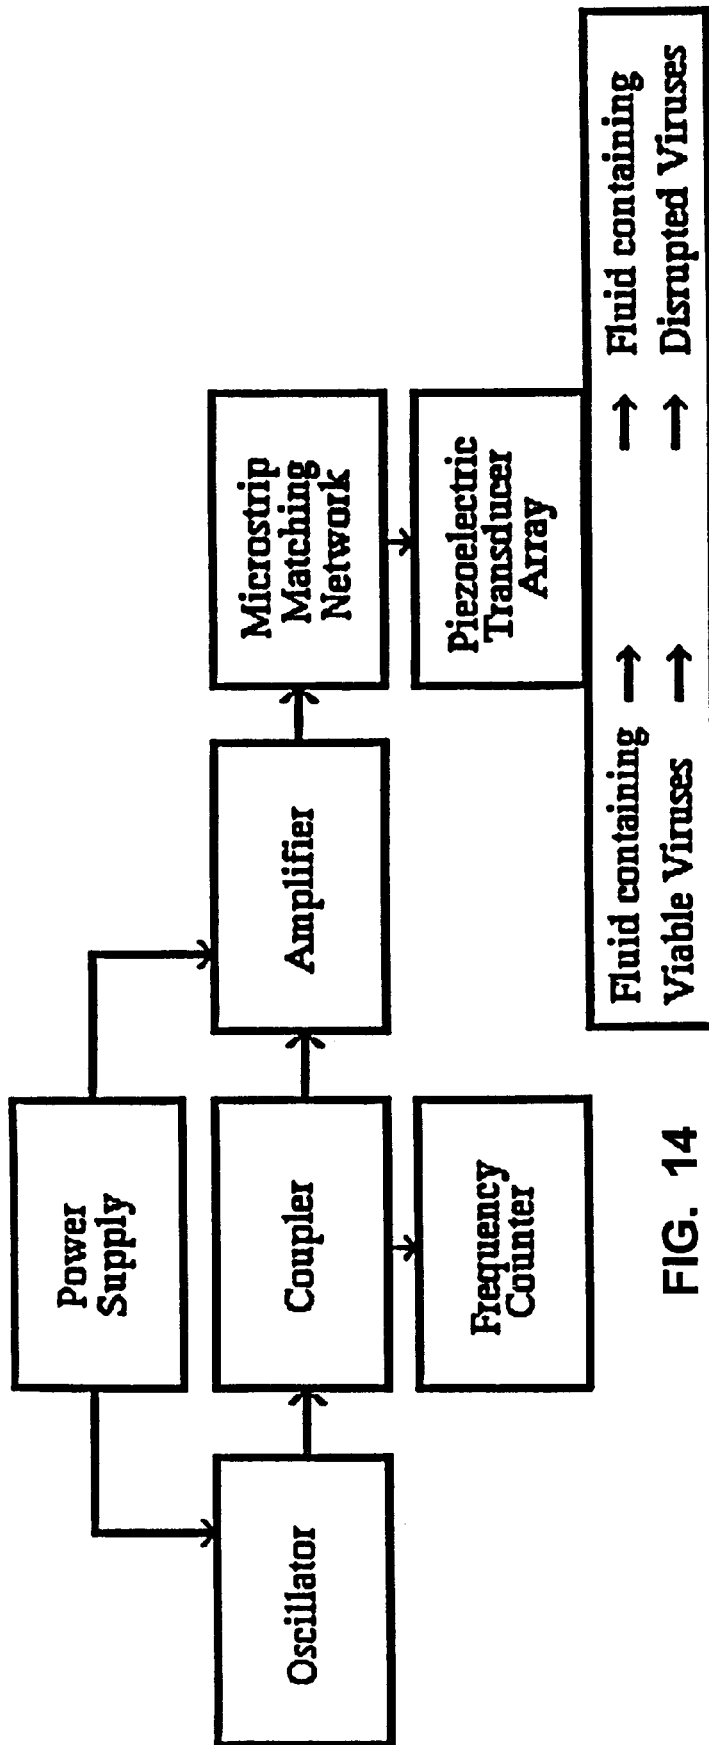 Power
Supply
Oscillator
Coupler
Amplifier
Microstrip
Matching
Network
Frequency
Counter
Piezoelectric
Transducer
Array
Fluid containing → Fluid containing
Viable Viruses → Disrupted Viruses
FIG. 14